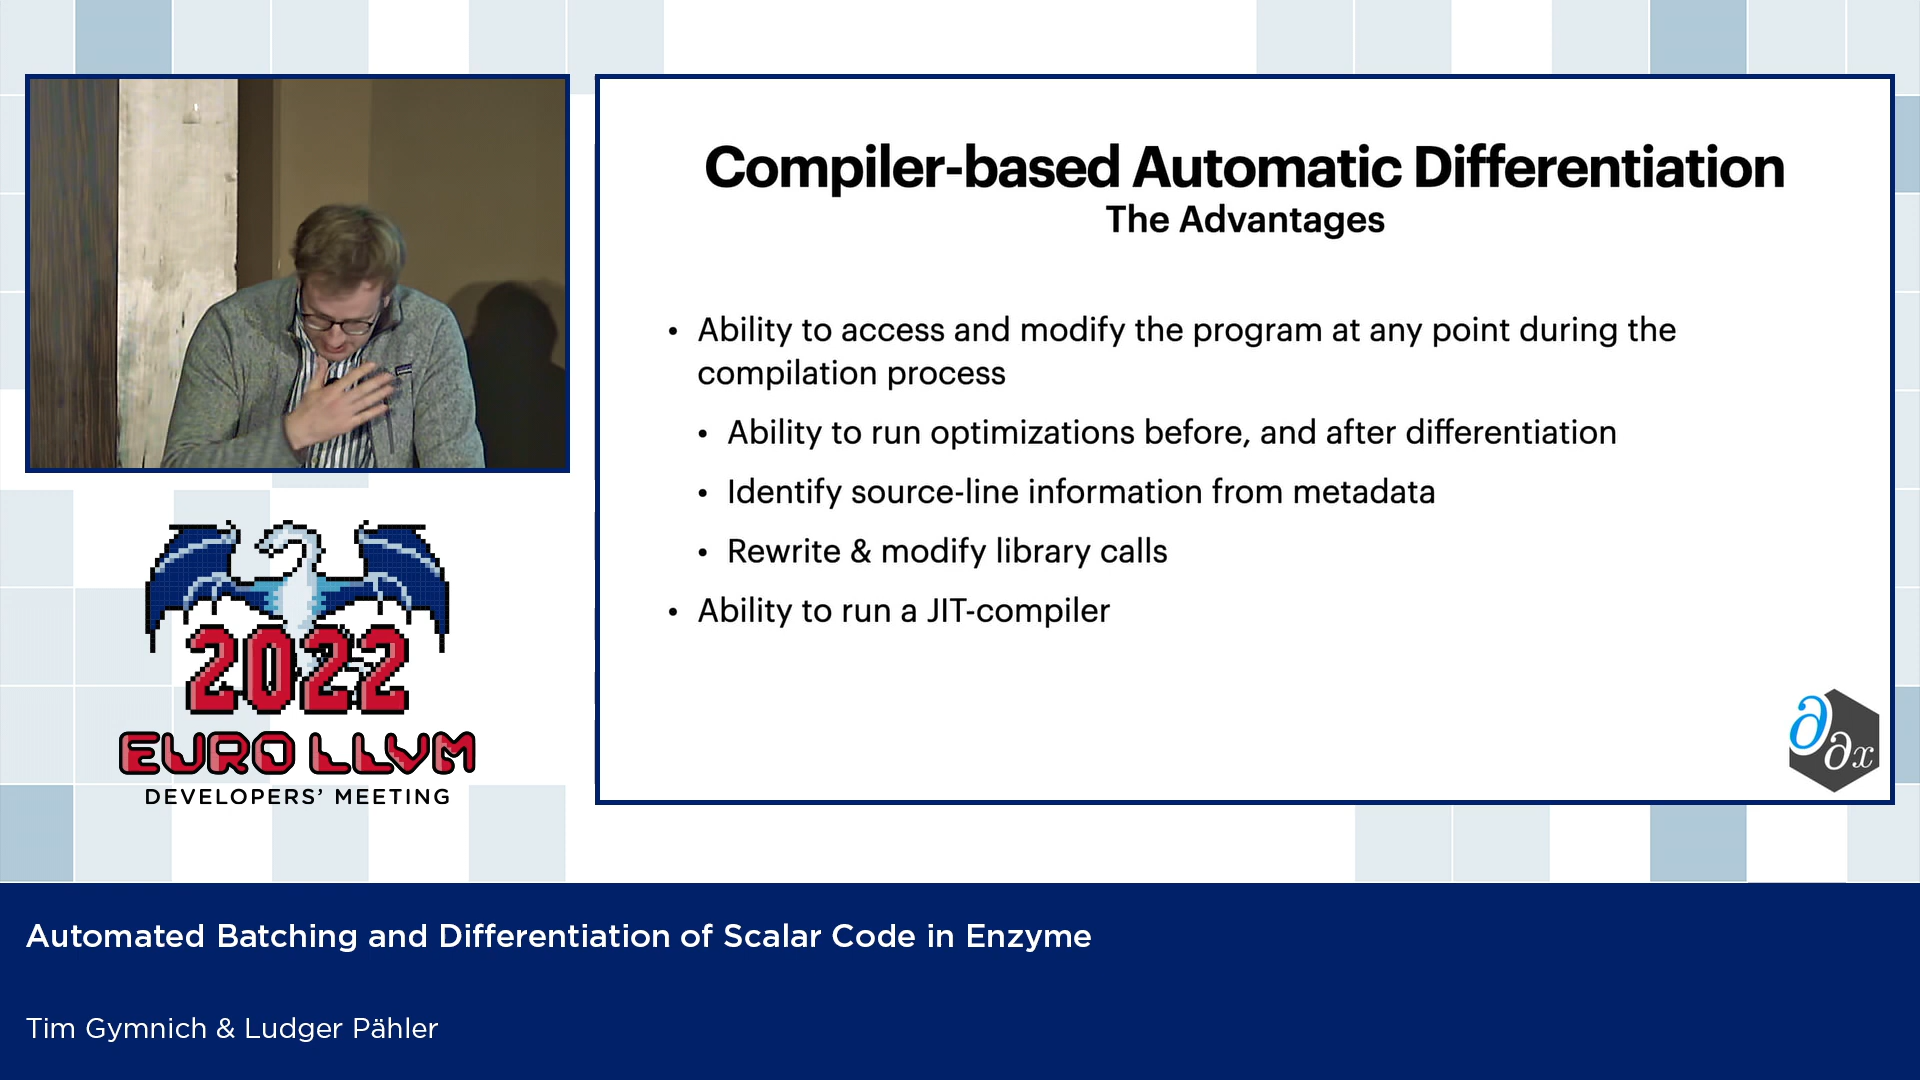 Compiler-based Automatic Differentiation
The Advantages
• Ability to access and modify the program at any point during the
compilation process
• Ability to run optimizations before, and after differentiation
• Identify source-line information from metadata
• Rewrite & modify library calls
• Ability to run a JIT-compiler
∂
∂x
2022
EURO LLVM
DEVELOPERS’ MEETING
Automated Batching and Differentiation of Scalar Code in Enzyme
Tim Gymnich & Ludger Pähler